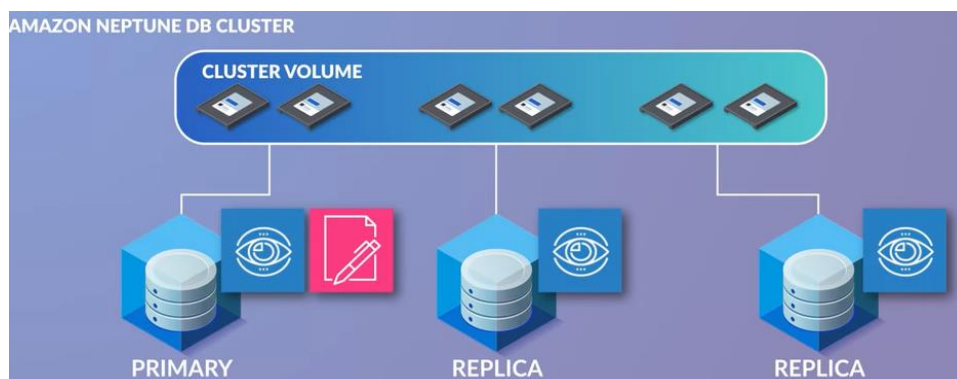 AMAZON NEPTUNE DB CLUSTER
CLUSTER VOLUME
PRIMARY
REPLICA
REPLICA